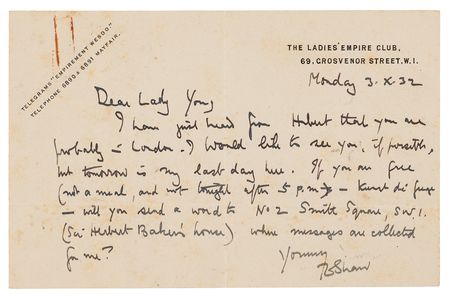 TELEGRAMS "EMPIREMENT WESDO."
TELEPHONE 6890 & 6891 MAYFAIR.
THE LADIES' EMPIRE CLUB,
69, GROSVENOR STREET, W.1.
Monday 3.X.32
Dear Lady Young
I have just heard from Hubert that you are
probably in London. I would like to see you, if possible,
but tomorrow is my last day here. If you are free
(not a meal, and not tonight after 5 p.m.) –
– will you send a word to No 2 Smith Square, S.W.1.
(Sir Herbert Baker's house) where messages are collected
for me?
Yours
TEShaw